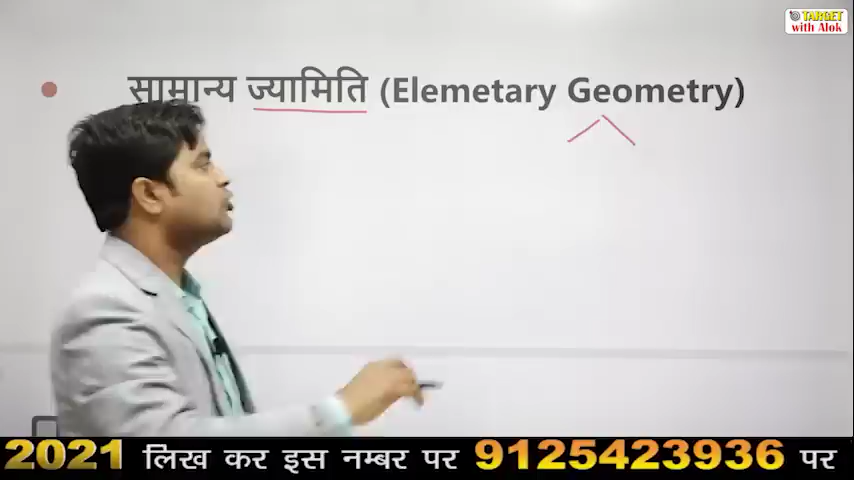 TARGET
with Alok
सामान्य ज्यामिति (Elemetary Geometry)
2021 लिख कर इस नम्बर पर 9125423936 पर